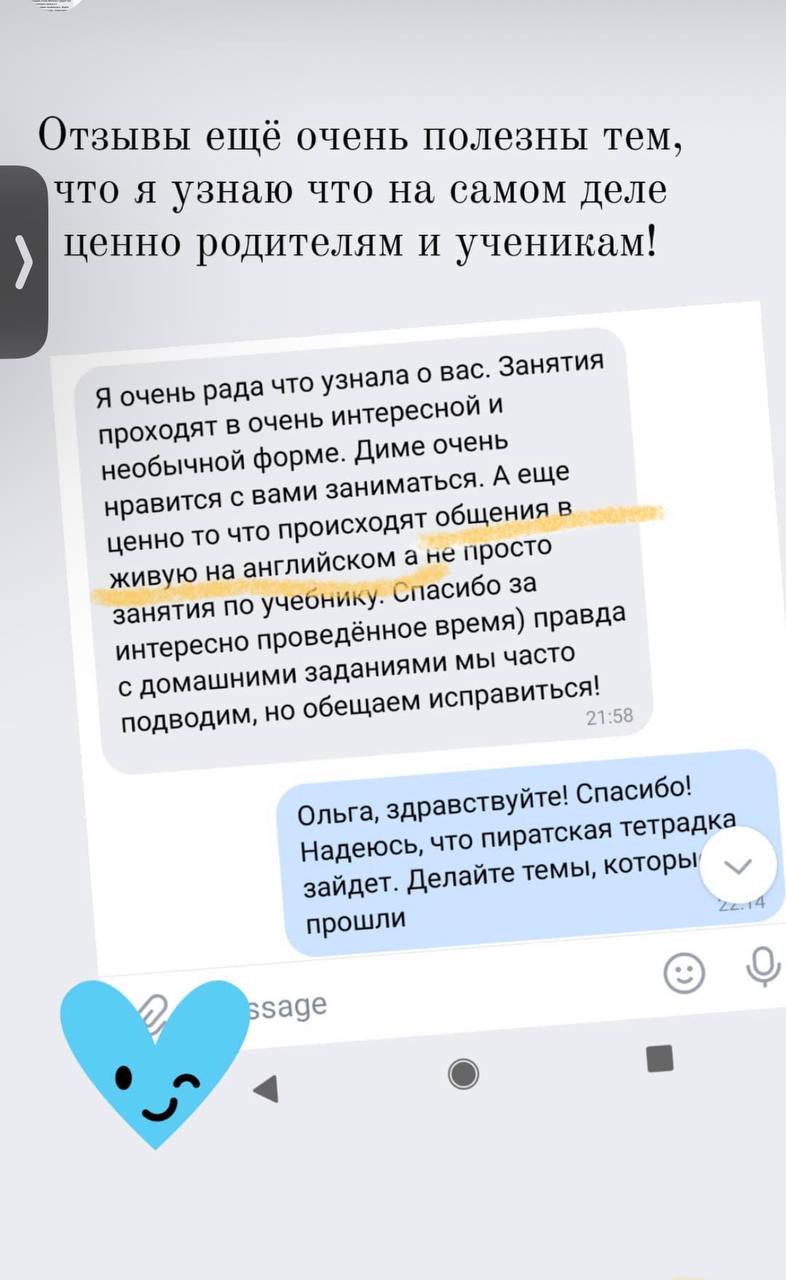 Отзывы ещё очень полезны тем,
что я узнаю что на самом деле
ценно родителям и ученикам!
Я очень рада что узнала о вас. Занятия
проходят в очень интересной и
необычной форме. Диме очень
нравится с вами заниматься. А еще
ценно то что происходят общения в
живую на английском а не просто
занятия по учебнику. Спасибо за
интересно проведённое время) правда
с домашними заданиями мы часто
подводим, но обещаем исправиться!
21:58
Ольга, здравствуйте! Спасибо!
Надеюсь, что пиратская тетрадка
зайдет. Делайте темы, которы
прошли
22:14
ssage